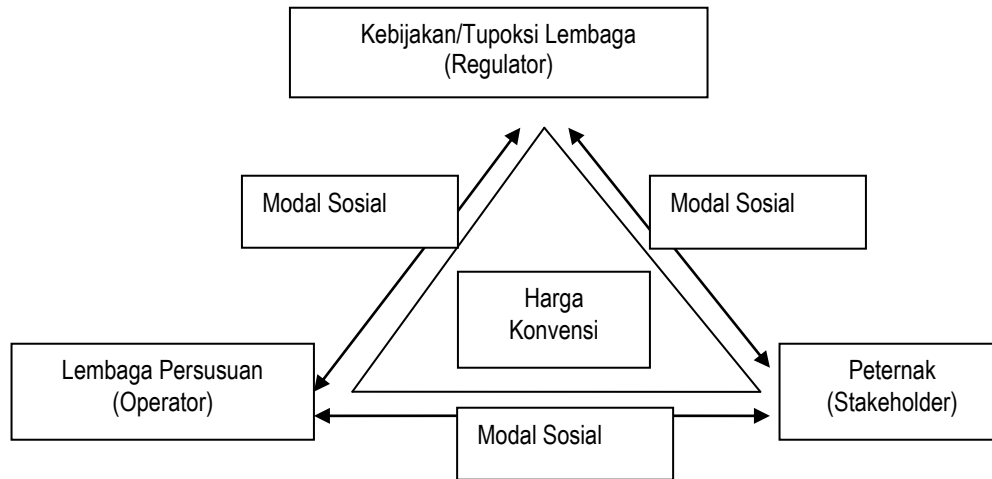 Kebijakan/Tupoksi Lembaga
(Regulator)
Modal Sosial
Modal Sosial
Harga
Konvensi
Lembaga Persusuan
(Operator)
Peternak
(Stakeholder)
Modal Sosial